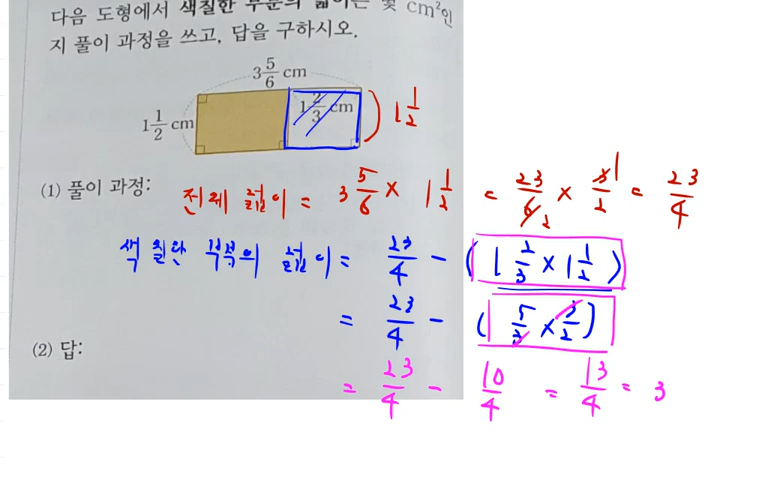 다음 도형에서 색칠한 부분의 넓이는 몇 cm²인
지 풀이 과정을 쓰고, 답을 구하시오.
3 5/6 cm
1 1/2 cm
1 2/3 cm
1 1/2
(1) 풀이 과정:
전체 넓이 = 3 5/6 × 1 1/2 = 23/6 2 × 3 1/2 = 23/4
색칠한 부분의 넓이 = 23/4 - (1 2/3 × 1 1/2)
= 23/4 - (5/3 × 3/2)
(2) 답:
= 23/4 - 10/4 = 13/4 = 3